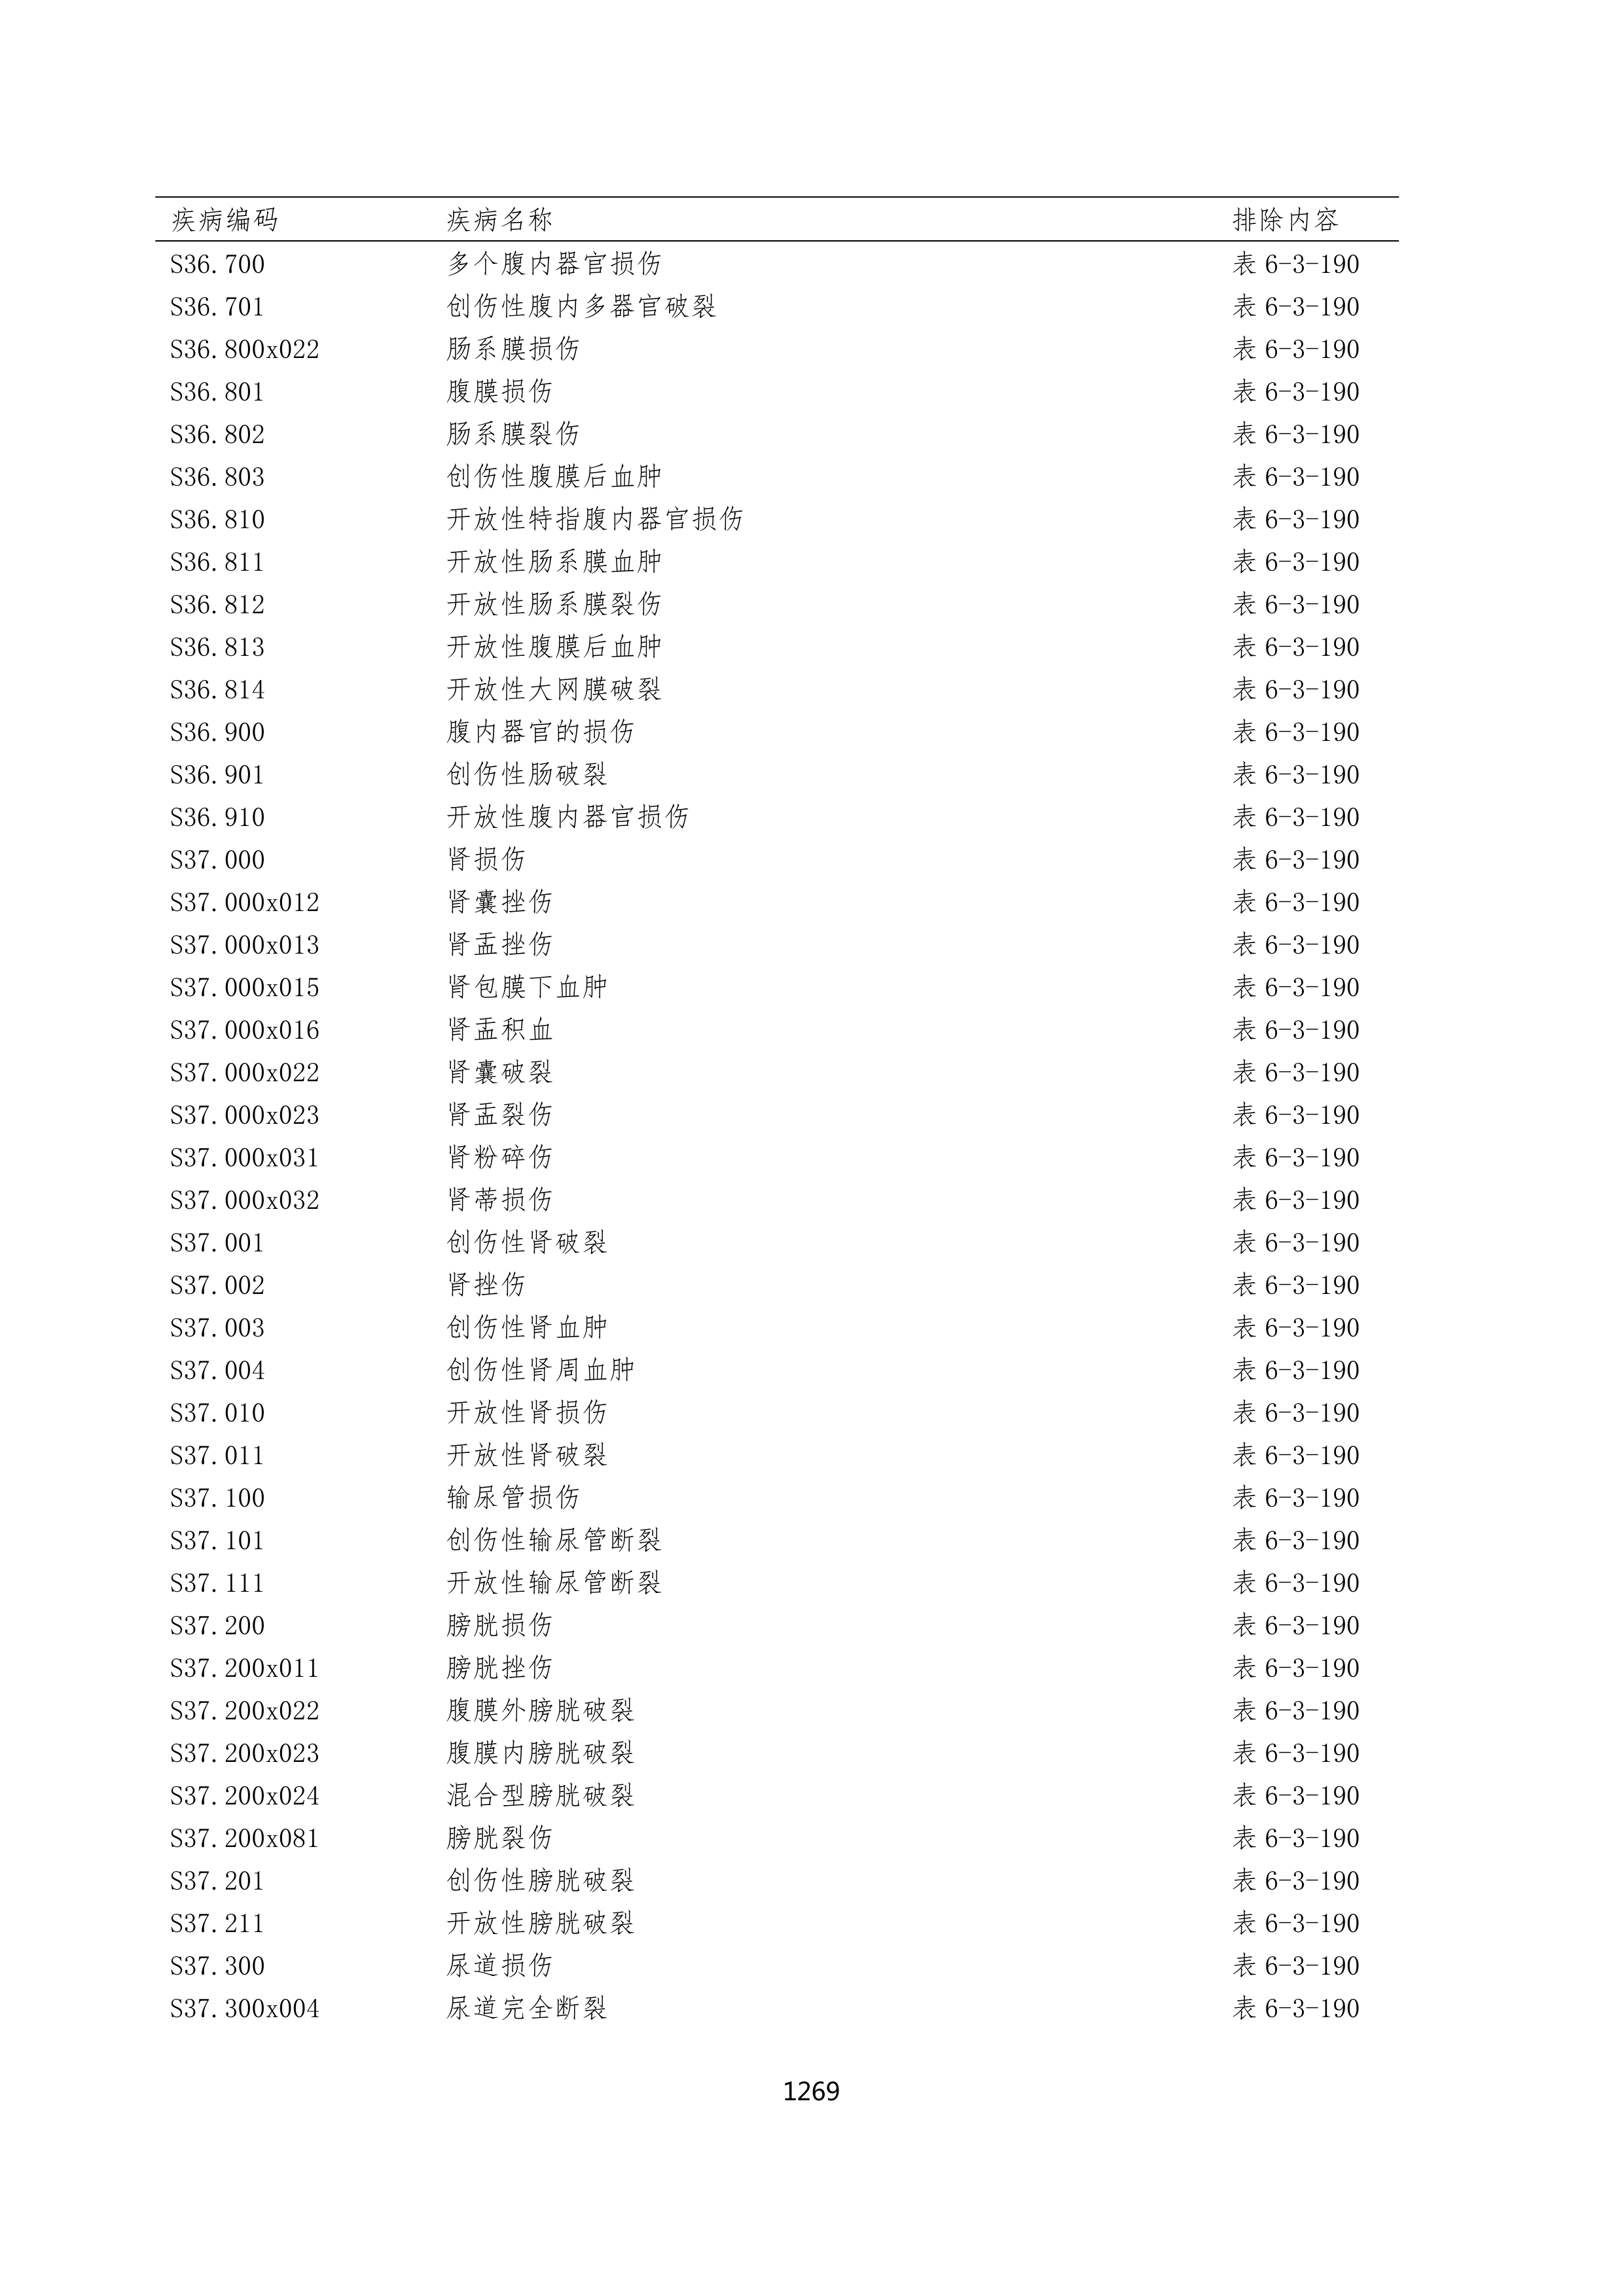 疾病编码 疾病名称 排除内容
S36.700 多个腹内器官损伤 表 6-3-190
S36.701 创伤性腹内多器官破裂 表 6-3-190
S36.800x022 肠系膜损伤 表 6-3-190
S36.801 腹膜损伤 表 6-3-190
S36.802 肠系膜裂伤 表 6-3-190
S36.803 创伤性腹膜后血肿 表 6-3-190
S36.810 开放性特指腹内器官损伤 表 6-3-190
S36.811 开放性肠系膜血肿 表 6-3-190
S36.812 开放性肠系膜裂伤 表 6-3-190
S36.813 开放性腹膜后血肿 表 6-3-190
S36.814 开放性大网膜破裂 表 6-3-190
S36.900 腹内器官的损伤 表 6-3-190
S36.901 创伤性肠破裂 表 6-3-190
S36.910 开放性腹内器官损伤 表 6-3-190
S37.000 肾损伤 表 6-3-190
S37.000x012 肾囊挫伤 表 6-3-190
S37.000x013 肾盂挫伤 表 6-3-190
S37.000x015 肾包膜下血肿 表 6-3-190
S37.000x016 肾盂积血 表 6-3-190
S37.000x022 肾囊破裂 表 6-3-190
S37.000x023 肾盂裂伤 表 6-3-190
S37.000x031 肾粉碎伤 表 6-3-190
S37.000x032 肾蒂损伤 表 6-3-190
S37.001 创伤性肾破裂 表 6-3-190
S37.002 肾挫伤 表 6-3-190
S37.003 创伤性肾血肿 表 6-3-190
S37.004 创伤性肾周血肿 表 6-3-190
S37.010 开放性肾损伤 表 6-3-190
S37.011 开放性肾破裂 表 6-3-190
S37.100 输尿管损伤 表 6-3-190
S37.101 创伤性输尿管断裂 表 6-3-190
S37.111 开放性输尿管断裂 表 6-3-190
S37.200 膀胱损伤 表 6-3-190
S37.200x011 膀胱挫伤 表 6-3-190
S37.200x022 腹膜外膀胱破裂 表 6-3-190
S37.200x023 腹膜内膀胱破裂 表 6-3-190
S37.200x024 混合型膀胱破裂 表 6-3-190
S37.200x081 膀胱裂伤 表 6-3-190
S37.201 创伤性膀胱破裂 表 6-3-190
S37.211 开放性膀胱破裂 表 6-3-190
S37.300 尿道损伤 表 6-3-190
S37.300x004 尿道完全断裂 表 6-3-190
1269